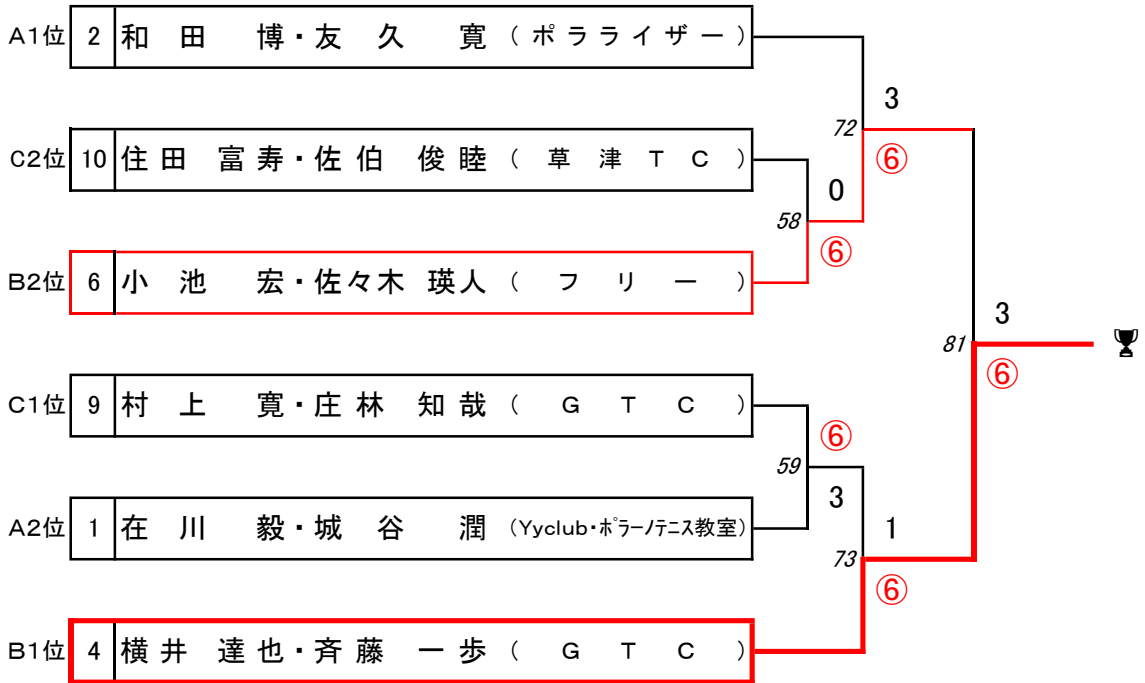 A1位 2 和田 博・友久 寛 (ポラライザー)
3
72
⑥
C2位 10 住田 富寿・佐伯 俊睦 (草津TC)
0
58
⑥
B2位 6 小池 宏・佐々木 瑛人 (フリー)
3
81
⑥
C1位 9 村上 寛・庄林 知哉 (GTC)
⑥
59
3
A2位 1 在川 毅・城谷 潤 (Yyclub・ポラーノテニス教室)
1
73
⑥
B1位 4 横井 達也・斉藤 一歩 (GTC)